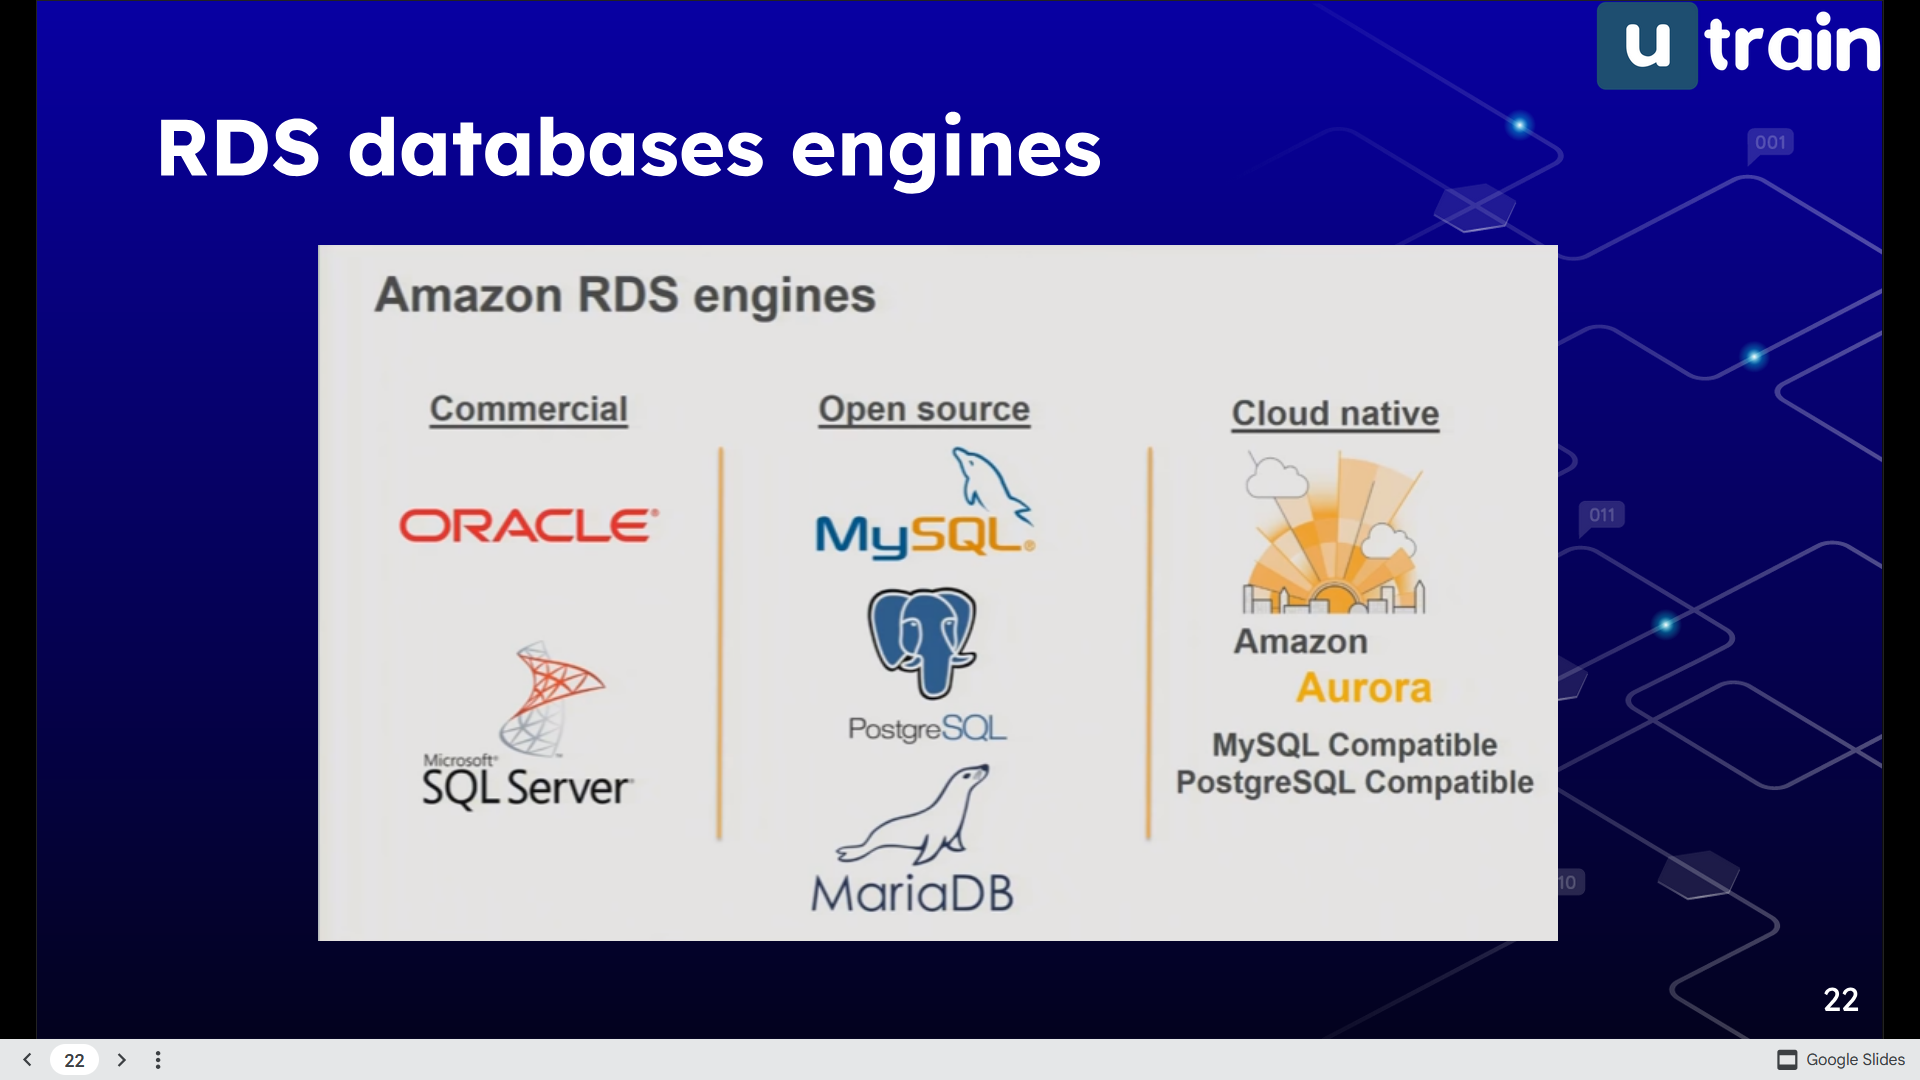 u train
RDS databases engines
001
Amazon RDS engines
Commercial
Open source
Cloud native
ORACLE®
MySQL®
Microsoft®
SQL Server
PostgreSQL
MariaDB
Amazon
Aurora
MySQL Compatible
PostgreSQL Compatible
011
10
22
22
Google Slides